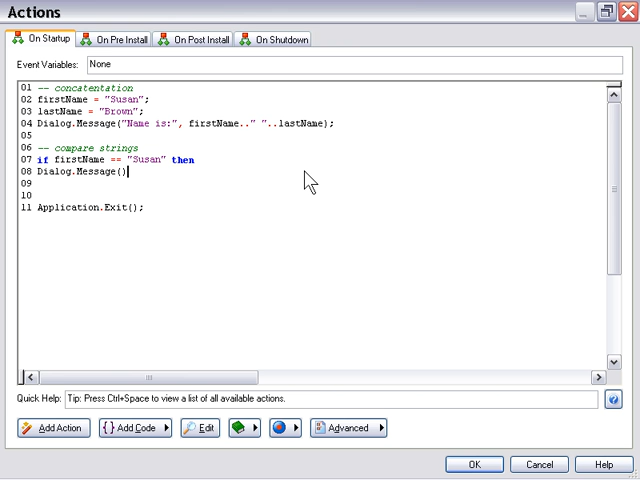 Actions
On Startup
On Pre Install
On Post Install
On Shutdown
Event Variables: None
01 -- concatentation
02 firstName = "Susan";
03 lastName = "Brown";
04 Dialog.Message("Name is:", firstName.." "..lastName);
05
06 -- compare strings
07 if firstName == "Susan" then
08 Dialog.Message()
09
10
11 Application.Exit();
Quick Help: Tip: Press Ctrl+Space to view a list of all available actions.
Add Action
{} Add Code
Edit
Advanced
OK
Cancel
Help